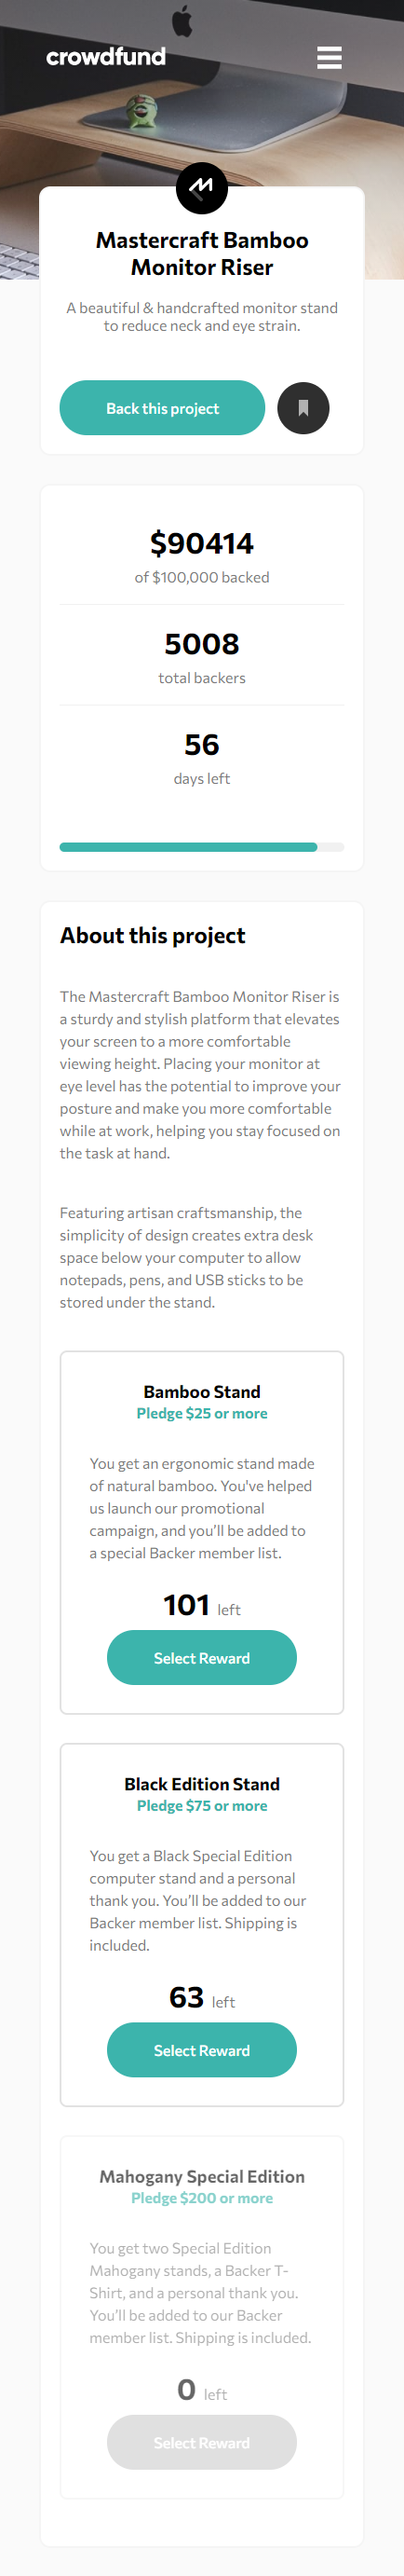 crowdfund
Mastercraft Bamboo
Monitor Riser
A beautiful & handcrafted monitor stand
to reduce neck and eye strain.
Back this project
$90414
of $100,000 backed
5008
total backers
56
days left
About this project
The Mastercraft Bamboo Monitor Riser is
a sturdy and stylish platform that elevates
your screen to a more comfortable
viewing height. Placing your monitor at
eye level has the potential to improve your
posture and make you more comfortable
while at work, helping you stay focused on
the task at hand.
Featuring artisan craftsmanship, the
simplicity of design creates extra desk
space below your computer to allow
notepads, pens, and USB sticks to be
stored under the stand.
Bamboo Stand
Pledge $25 or more
You get an ergonomic stand made
of natural bamboo. You've helped
us launch our promotional
campaign, and you'll be added to
a special Backer member list.
101 left
Select Reward
Black Edition Stand
Pledge $75 or more
You get a Black Special Edition
computer stand and a personal
thank you. You'll be added to our
Backer member list. Shipping is
included.
63 left
Select Reward
Mahogany Special Edition
Pledge $200 or more
You get two Special Edition
Mahogany stands, a Backer T-
Shirt, and a personal thank you.
You'll be added to our Backer
member list. Shipping is included.
0 left
Select Reward